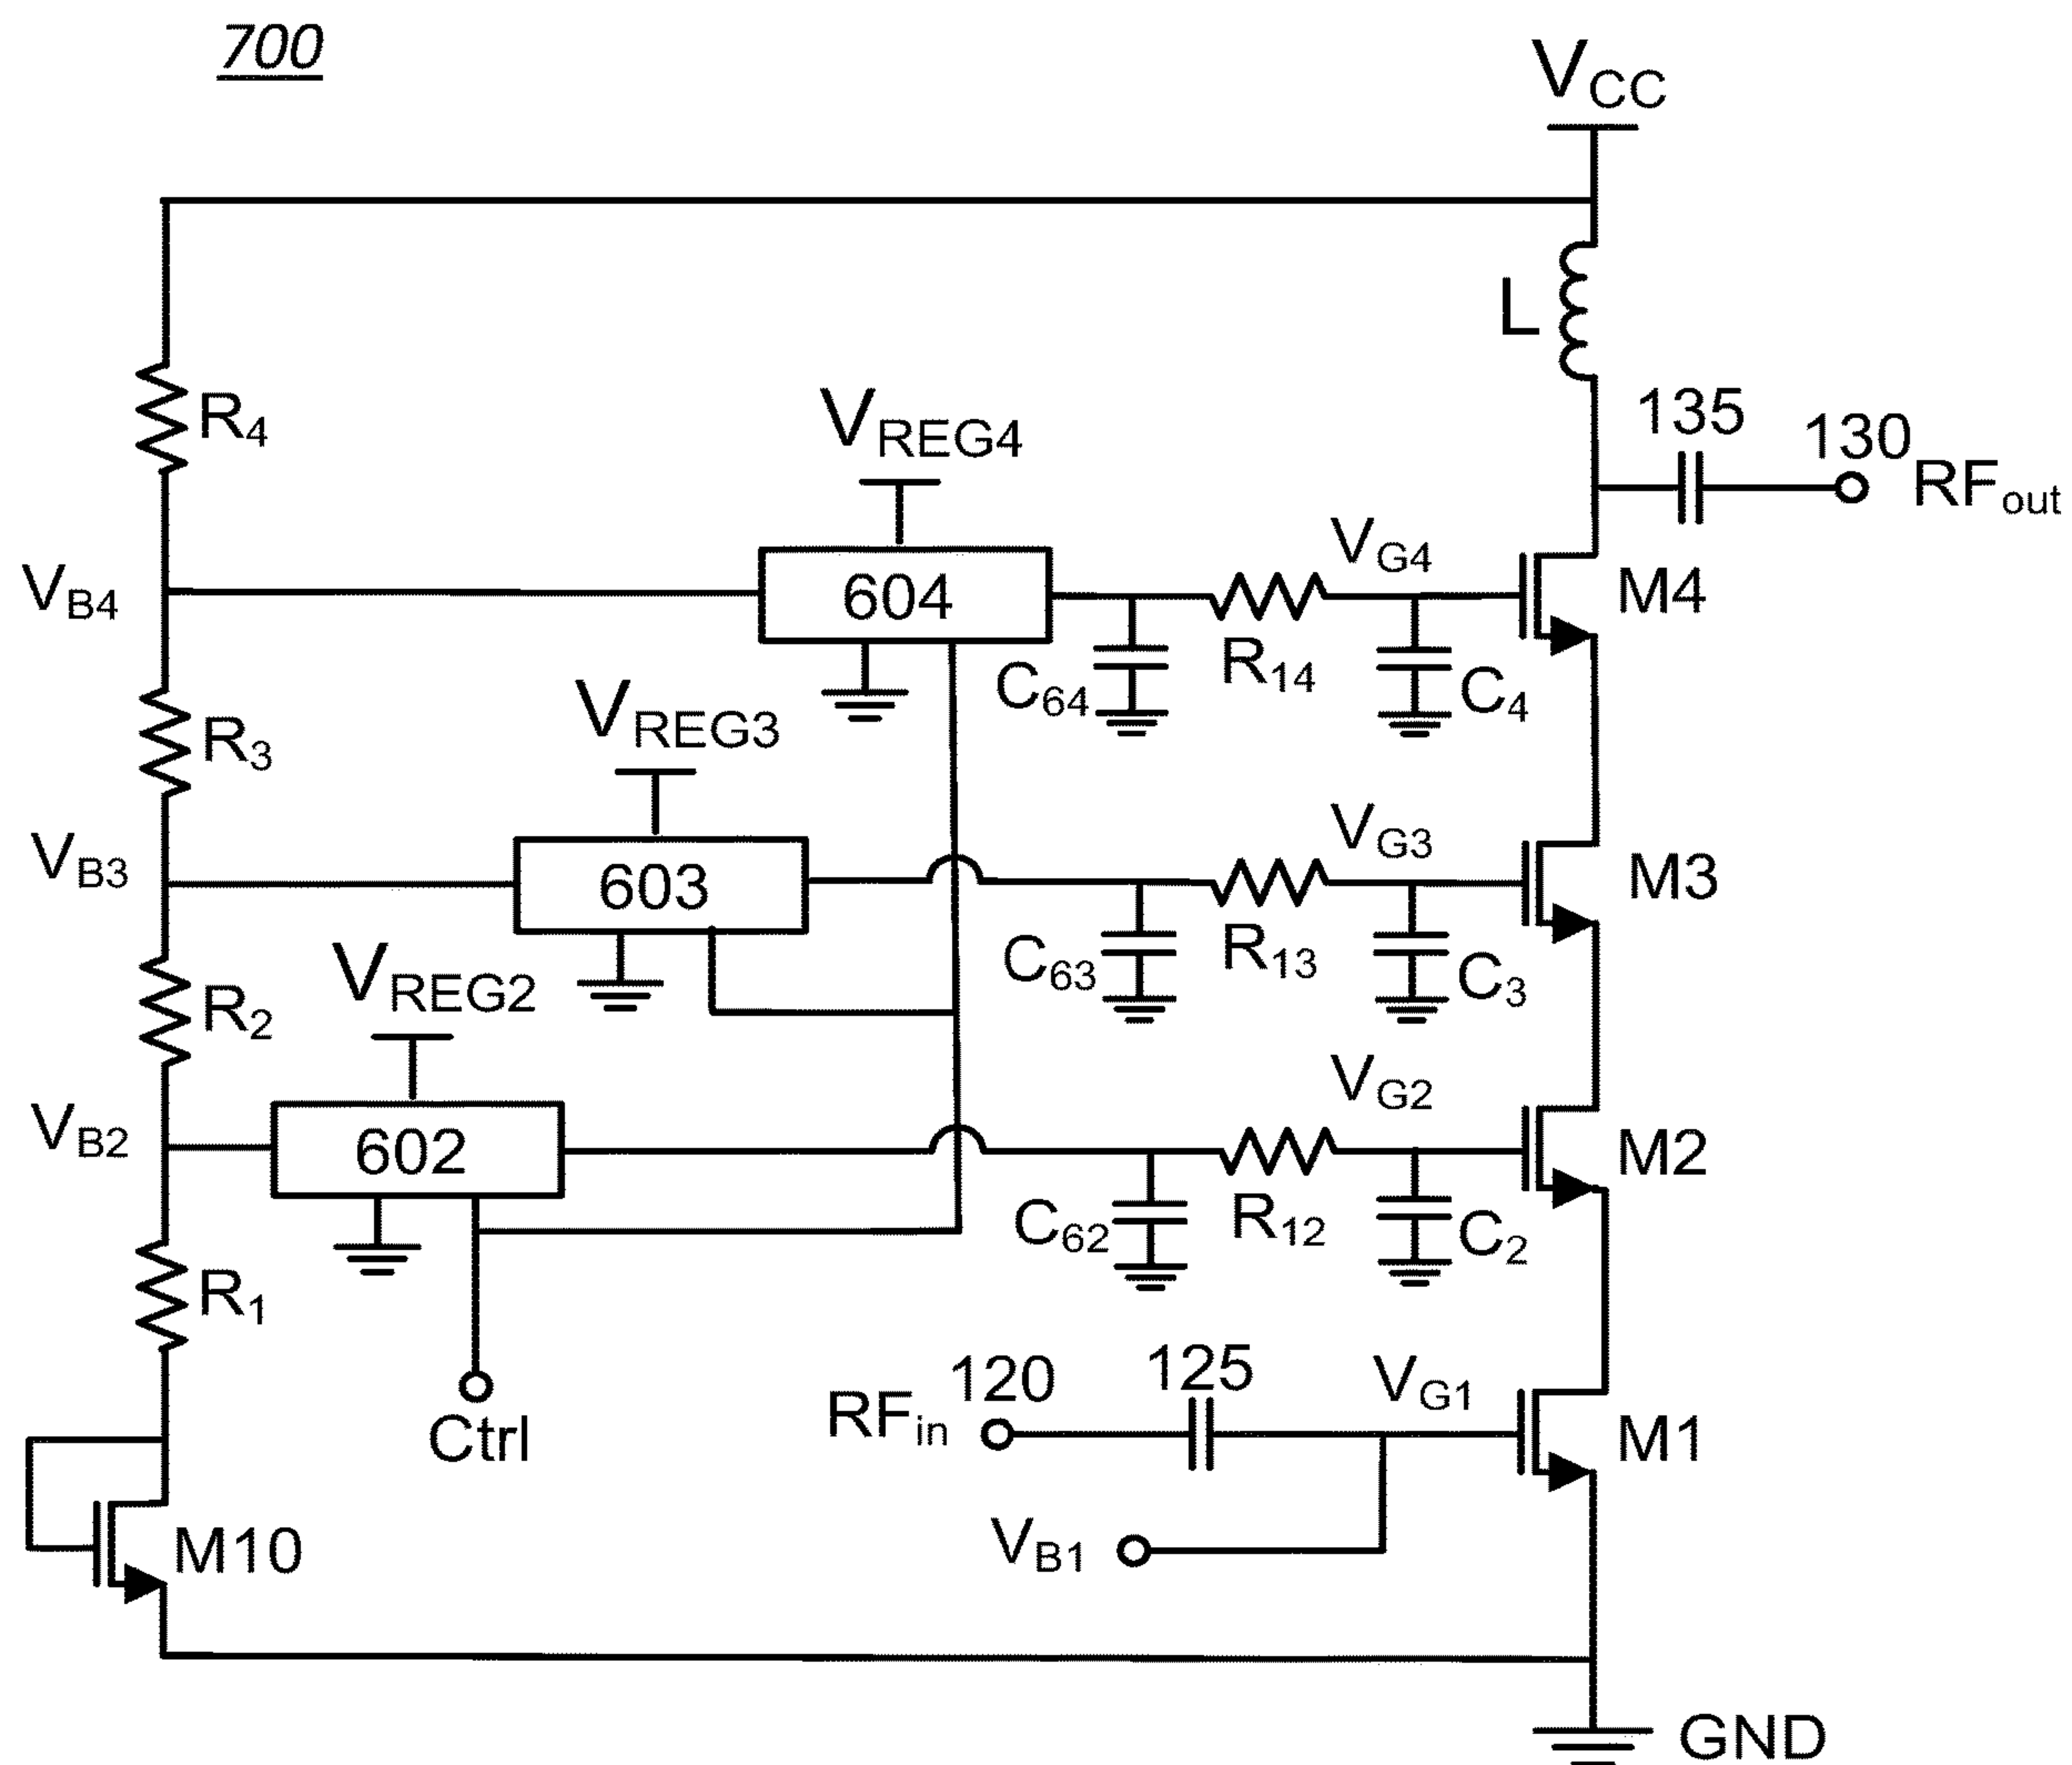 700
VCC
L
135
130
RFout
R4
VREG4
VG4
VB4
604
M4
C64
R14
C4
R3
VREG3
VG3
VB3
603
M3
C63
R13
C3
R2
VREG2
VG2
VB2
602
M2
C62
R12
C2
R1
120
125
VG1
RFin
Ctrl
M1
VB1
M10
GND